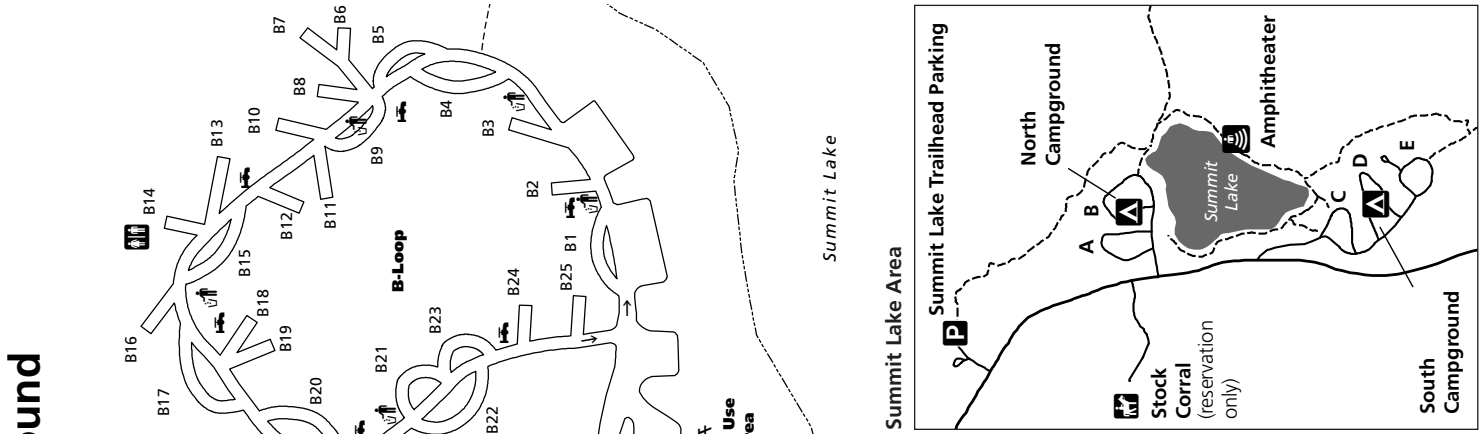 ound
B7
B6
B5
B8
B10
B13
B14
B4
B3
B9
B2
B11
B12
B1
B15
B-Loop
B24
B25
B16
B18
B19
B23
B21
B17
B20
B22
Use
ea
Summit Lake
Summit Lake Area
Summit Lake Trailhead Parking
P
North
Campground
Amphitheater
Summit
Lake
A
B
C
D
E
Stock
Corral
(reservation
only)
South
Campground